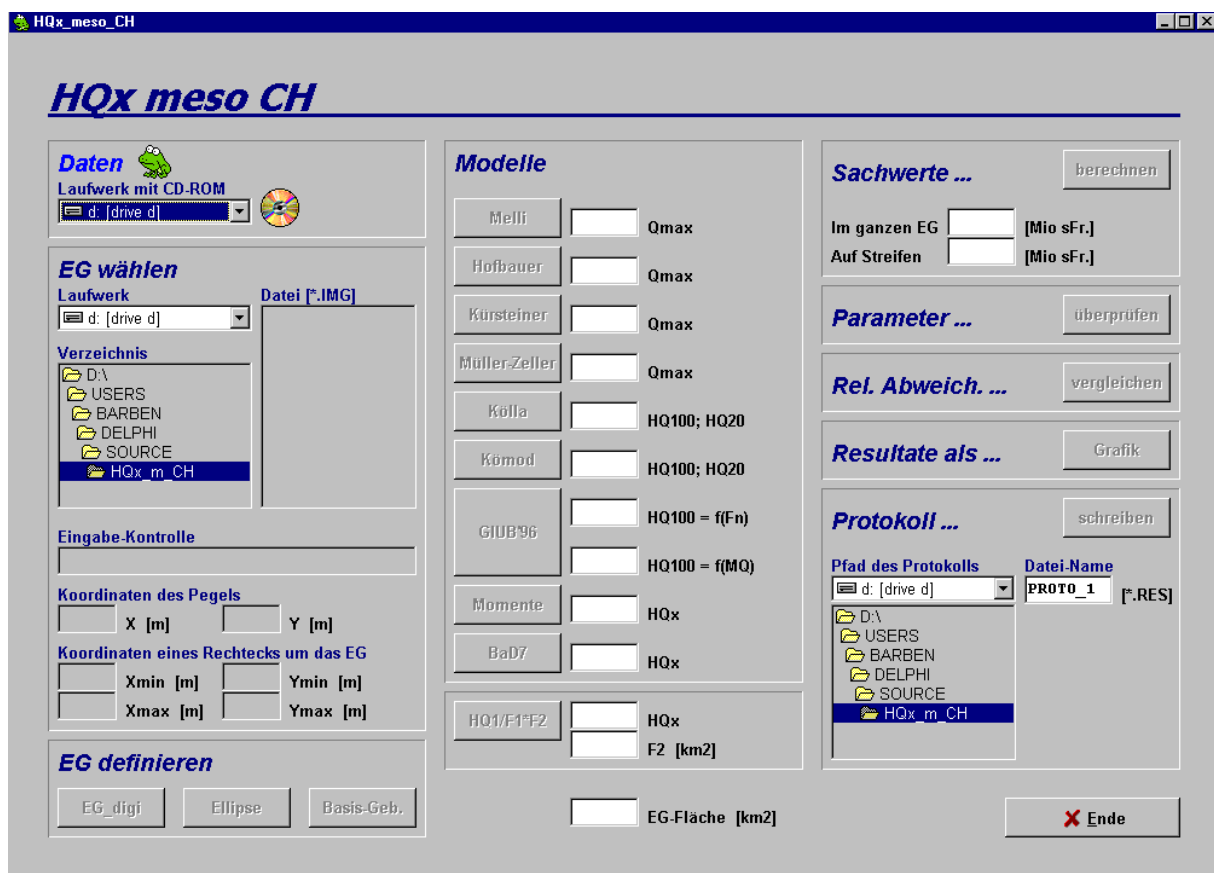 HQx_meso_CH
HQx meso CH
Daten
Laufwerk mit CD-ROM
d: [drive d]
EG wählen
Laufwerk
d: [drive d]
Datei [*.IMG]
Verzeichnis
D:\
USERS
BARBEN
DELPHI
SOURCE
HQx_m_CH
Eingabe-Kontrolle
Koordinaten des Pegels
X [m] Y [m]
Koordinaten eines Rechtecks um das EG
Xmin [m] Ymin [m]
Xmax [m] Ymax [m]
EG definieren
EG_digi Ellipse Basis-Geb.
Modelle
Melli Qmax
Hofbauer Qmax
Kürsteiner Qmax
Müller-Zeller Qmax
Kölla HQ100; HQ20
Kömod HQ100; HQ20
GIUB'96 HQ100 = f(Fn)
HQ100 = f(MQ)
Momente HQx
BaD7 HQx
HQ1/F1*F2 HQx
F2 [km2]
EG-Fläche [km2]
Sachwerte ... berechnen
Im ganzen EG [Mio sFr.]
Auf Streifen [Mio sFr.]
Parameter ... überprüfen
Rel. Abweich. ... vergleichen
Resultate als ... Grafik
Protokoll ... schreiben
Pfad des Protokolls Datei-Name
d: [drive d] PROTO_1 [*.RES]
D:\
USERS
BARBEN
DELPHI
SOURCE
HQx_m_CH
Ende